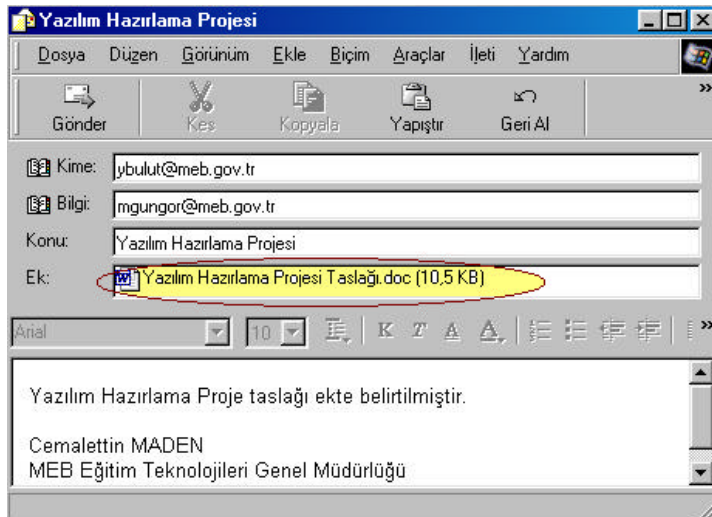 Yazılım Hazırlama Projesi
Dosya Düzen Görünüm Ekle Biçim Araçlar İleti Yardım
Gönder Kes Kopyala Yapıştır Geri Al »
Kime: ybulut@meb.gov.tr
Bilgi: mgungor@meb.gov.tr
Konu: Yazılım Hazırlama Projesi
Ek: Yazılım Hazırlama Projesi Taslağı.doc (10,5 KB)
Arial 10 K T A A »
Yazılım Hazırlama Proje taslağı ekte belirtilmiştir.
Cemalettin MADEN
MEB Eğitim Teknolojileri Genel Müdürlüğü